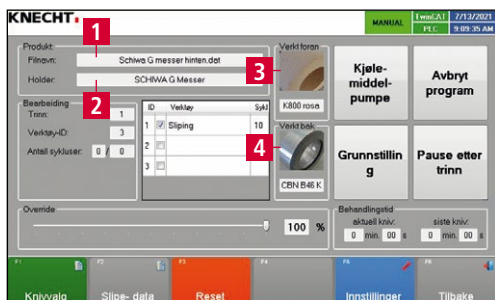 KNECHT.
MANUAL
TwinCAT
PLC
7/13/2021
9:09:35 AM
1
Produkt:
Filnavn:
Schiwa G messer hinten.dat
Holder:
SCHIWA G Messer
2
Verkt foran
3
K800 rosa
Verkt bak
4
CBN B46 K
Kjøle-
middel-
pumpe
Avbryt
program
Grunnstillin
g
Pause etter
trinn
Bearbeiding
Trinn:
1
Verktøy-ID:
3
Antall sykluser:
0 / 0
ID Verktøy Sykl
1 Sliping 10
2
3
Override
100 %
Behandlingstid
aktuell kniv:
siste kniv:
0 min. 00 s
0 min. 00 s
F1
Knivvalg
F2
Slipe- data
F3
Reset
F4
Innstillinger
Tilbake